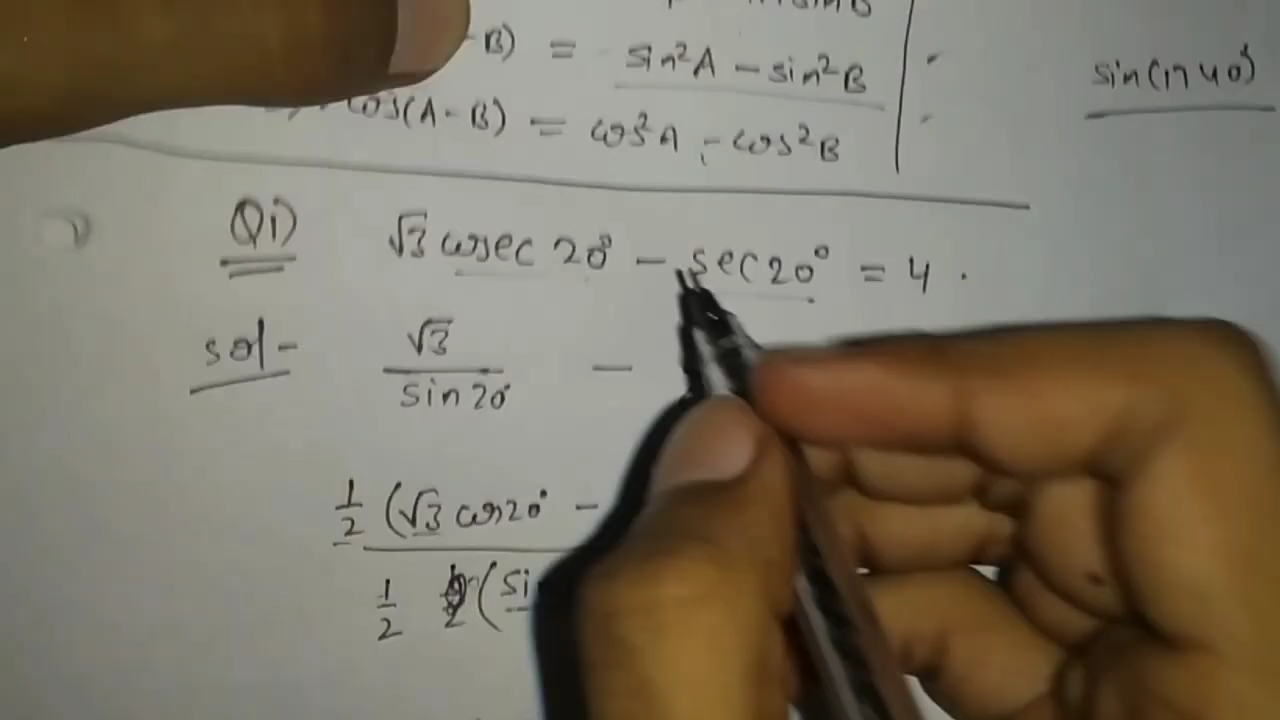 -B) = sin²A - sin²B
cos(A-B) = cos²A - cos²B
sin(1740°)
Q1) √3 cosec 20° - sec 20° = 4 .
sol- √3 / sin 20° -
1/2 (√3 cos 20° -
1/2 (si